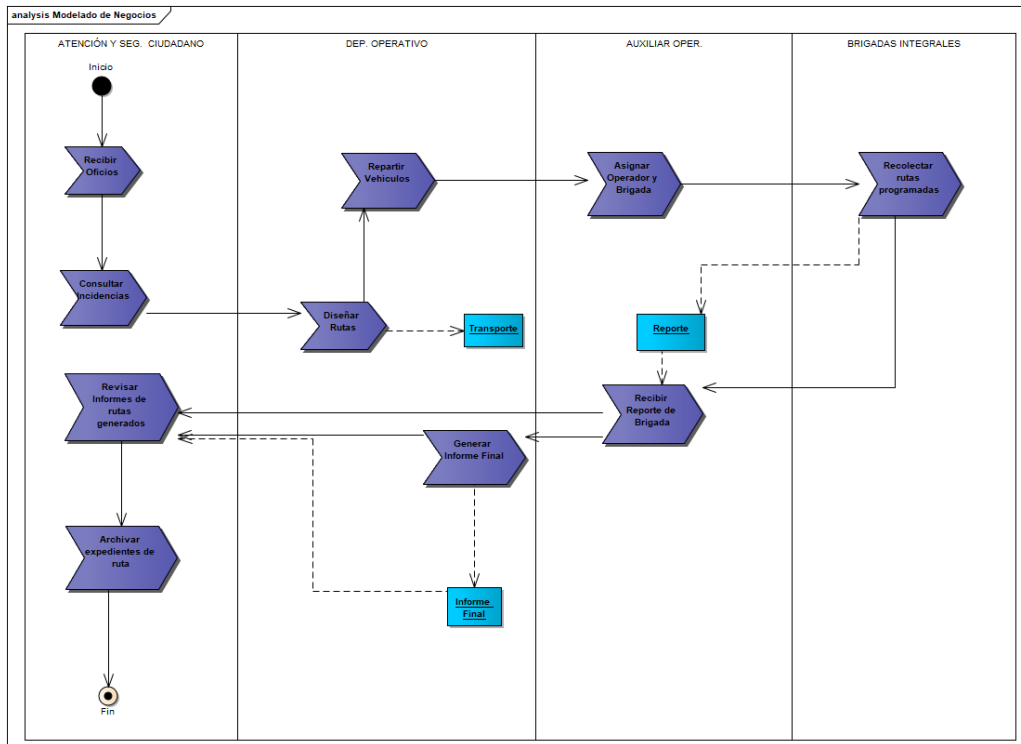 analysis Modelado de Negocios
ATENCIÓN Y SEG. CIUDADANO
DEP. OPERATIVO
AUXILIAR OPER.
BRIGADAS INTEGRALES
Inicio
Recibir
Oficios
Repartir
Vehiculos
Asignar
Operador y
Brigada
Recolectar
rutas
programadas
Consultar
Incidencias
Diseñar
Rutas
Transporte
Reporte
Revisar
Informes de
rutas
generados
Recibir
Reporte de
Brigada
Generar
Informe Final
Archivar
expedientes de
ruta
Informe
Final
Fin